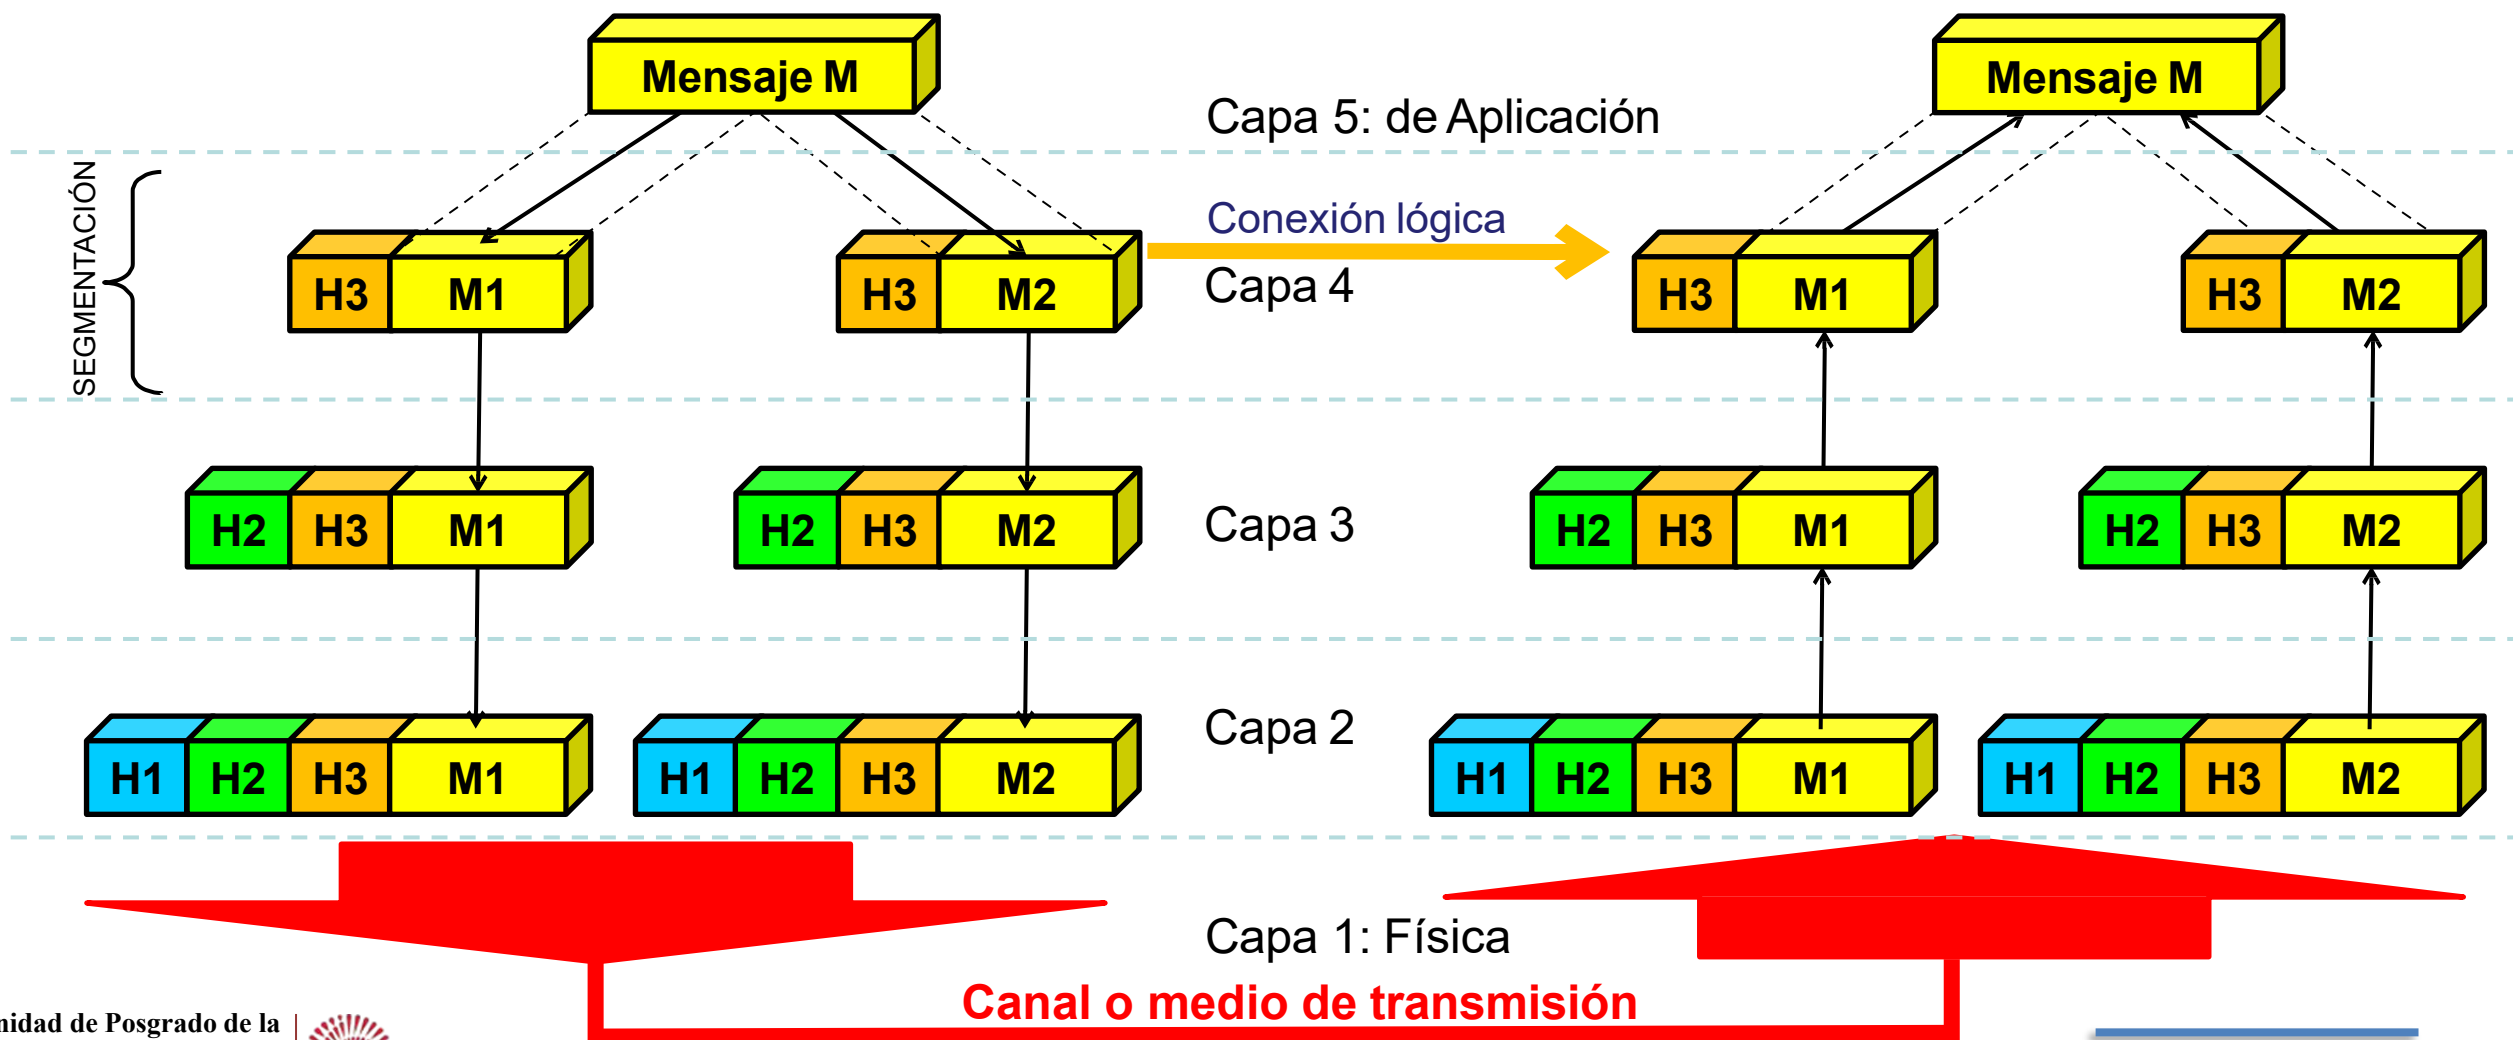 Mensaje M
Mensaje M
Capa 5: de Aplicación
SEGMENTACIÓN
Conexión lógica
H3 M1
H3 M2
Capa 4
H3 M1
H3 M2
H2 H3 M1
H2 H3 M2
Capa 3
H2 H3 M1
H2 H3 M2
H1 H2 H3 M1
H1 H2 H3 M2
Capa 2
H1 H2 H3 M1
H1 H2 H3 M2
Capa 1: Física
Canal o medio de transmisión
nidad de Posgrado de la